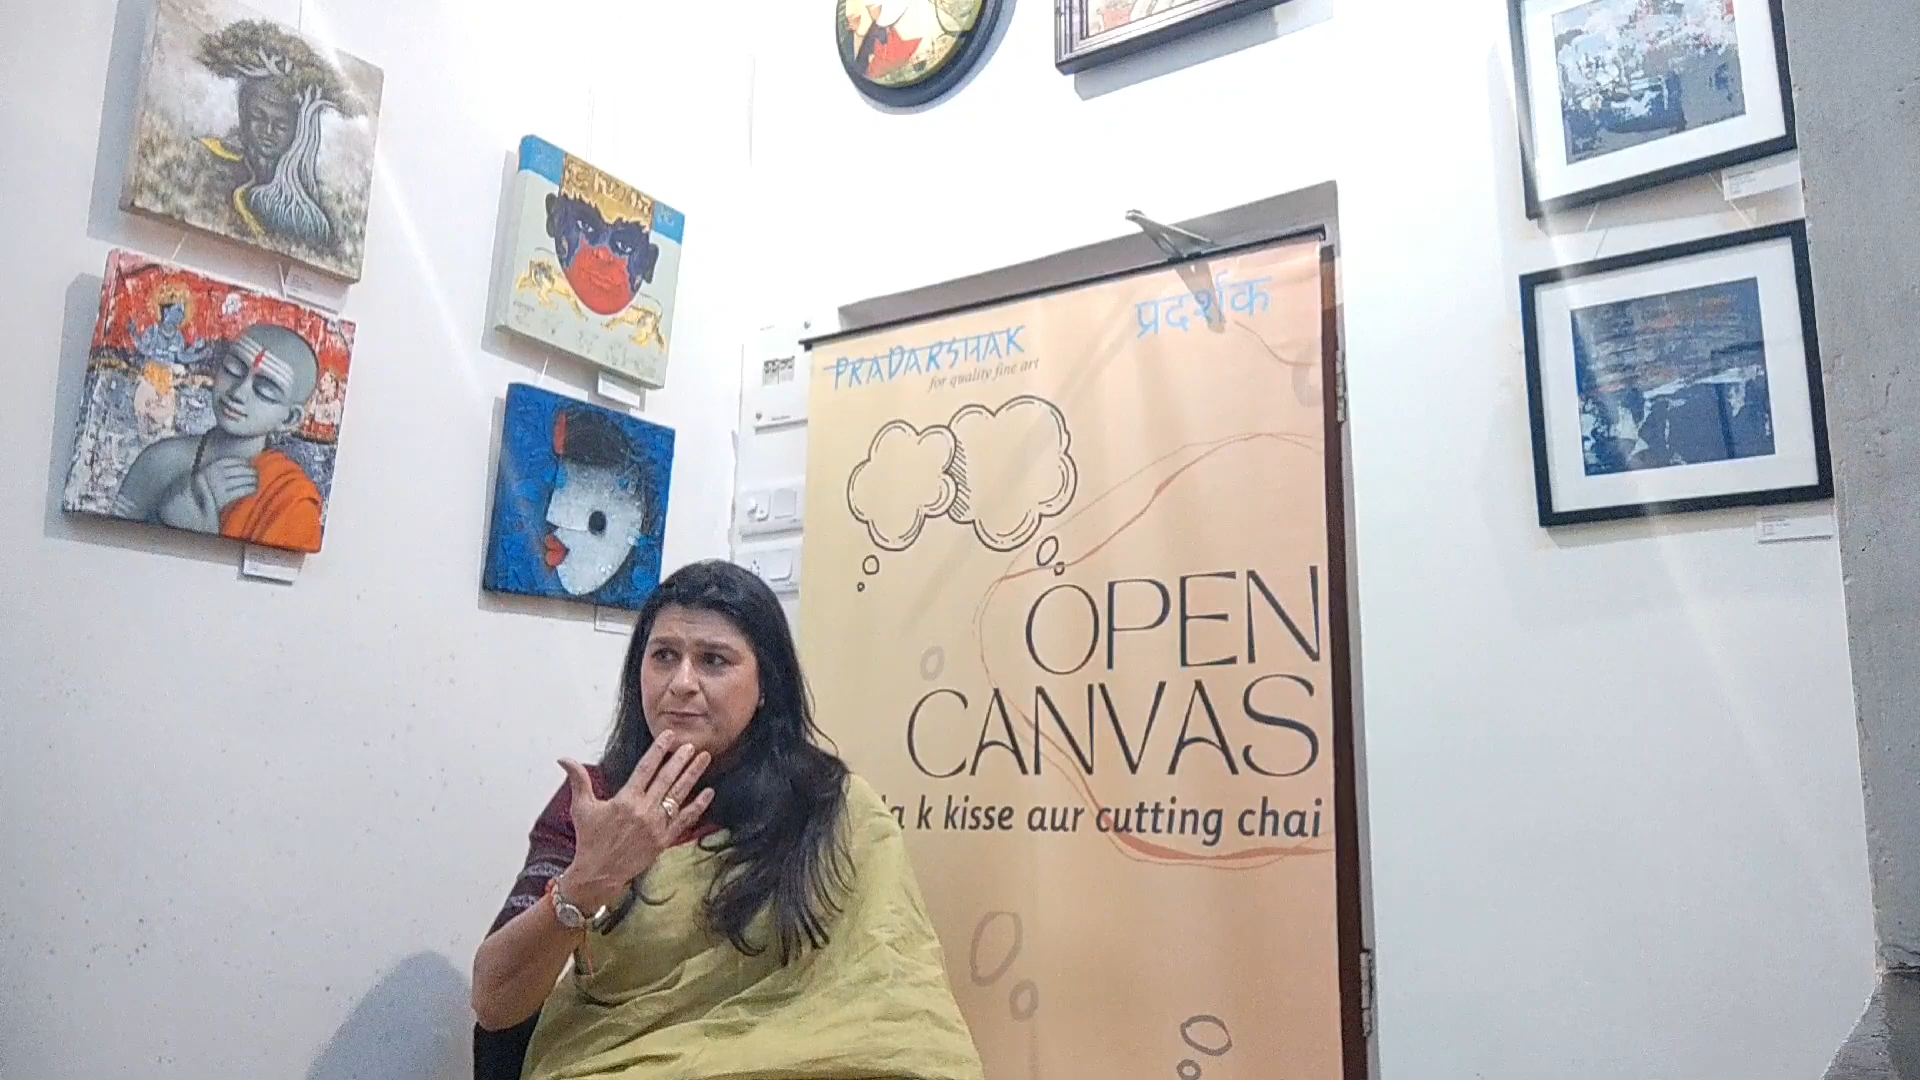 PRADARSHAK
for quality fine art
प्रदर्शक
OPEN
CANVAS
k kisse aur cutting chai